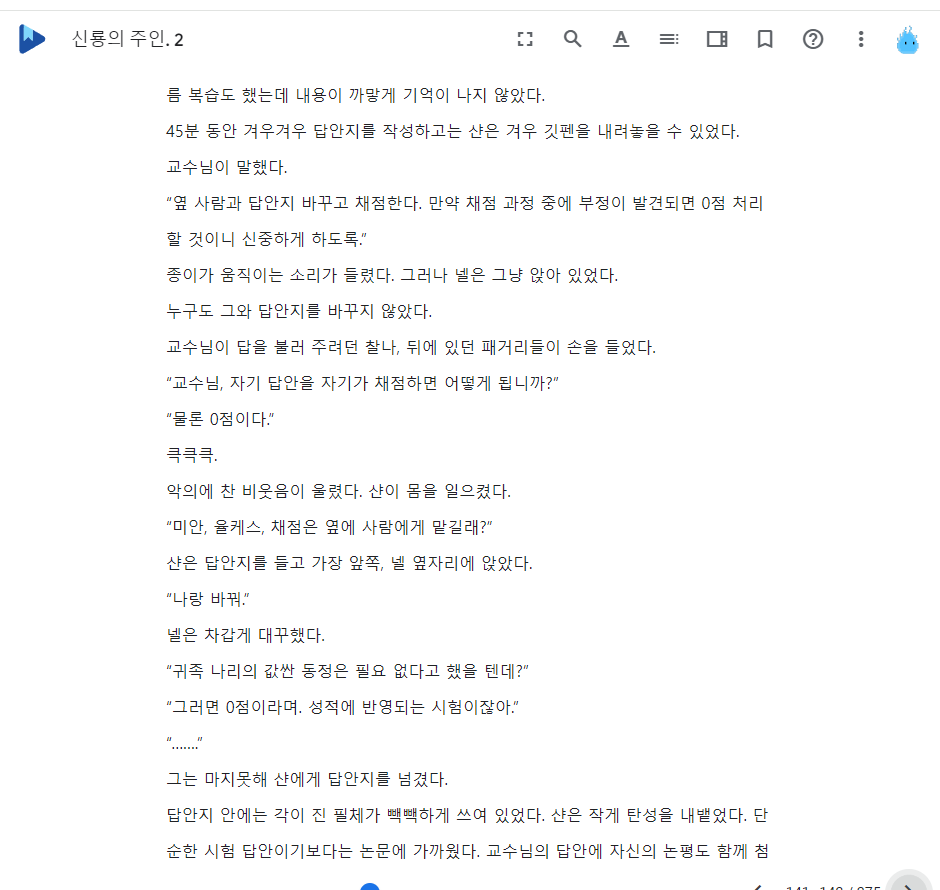 신룡의 주인. 2
름 복습도 했는데 내용이 까맣게 기억이 나지 않았다.
45분 동안 겨우겨우 답안지를 작성하고는 샨은 겨우 깃펜을 내려놓을 수 있었다.
교수님이 말했다.
“옆 사람과 답안지 바꾸고 채점한다. 만약 채점 과정 중에 부정이 발견되면 0점 처리
할 것이니 신중하게 하도록.”
종이가 움직이는 소리가 들렸다. 그러나 넬은 그냥 앉아 있었다.
누구도 그와 답안지를 바꾸지 않았다.
교수님이 답을 불러 주려던 찰나, 뒤에 있던 패거리들이 손을 들었다.
“교수님, 자기 답안을 자기가 채점하면 어떻게 됩니까?”
“물론 0점이다.”
큭큭큭.
악의에 찬 비웃음이 울렸다. 샨이 몸을 일으켰다.
“미안, 율케스, 채점은 옆에 사람에게 맡길래?”
샨은 답안지를 들고 가장 앞쪽, 넬 옆자리에 앉았다.
“나랑 바꿔.”
넬은 차갑게 대꾸했다.
“귀족 나리의 값싼 동정은 필요 없다고 했을 텐데?”
“그러면 0점이라며. 성적에 반영되는 시험이잖아.”
“…….”
그는 마지못해 샨에게 답안지를 넘겼다.
답안지 안에는 각이 진 필체가 빽빽하게 쓰여 있었다. 샨은 작게 탄성을 내뱉었다. 단
순한 시험 답안이기보다는 논문에 가까웠다. 교수님의 답안에 자신의 논평도 함께 첨